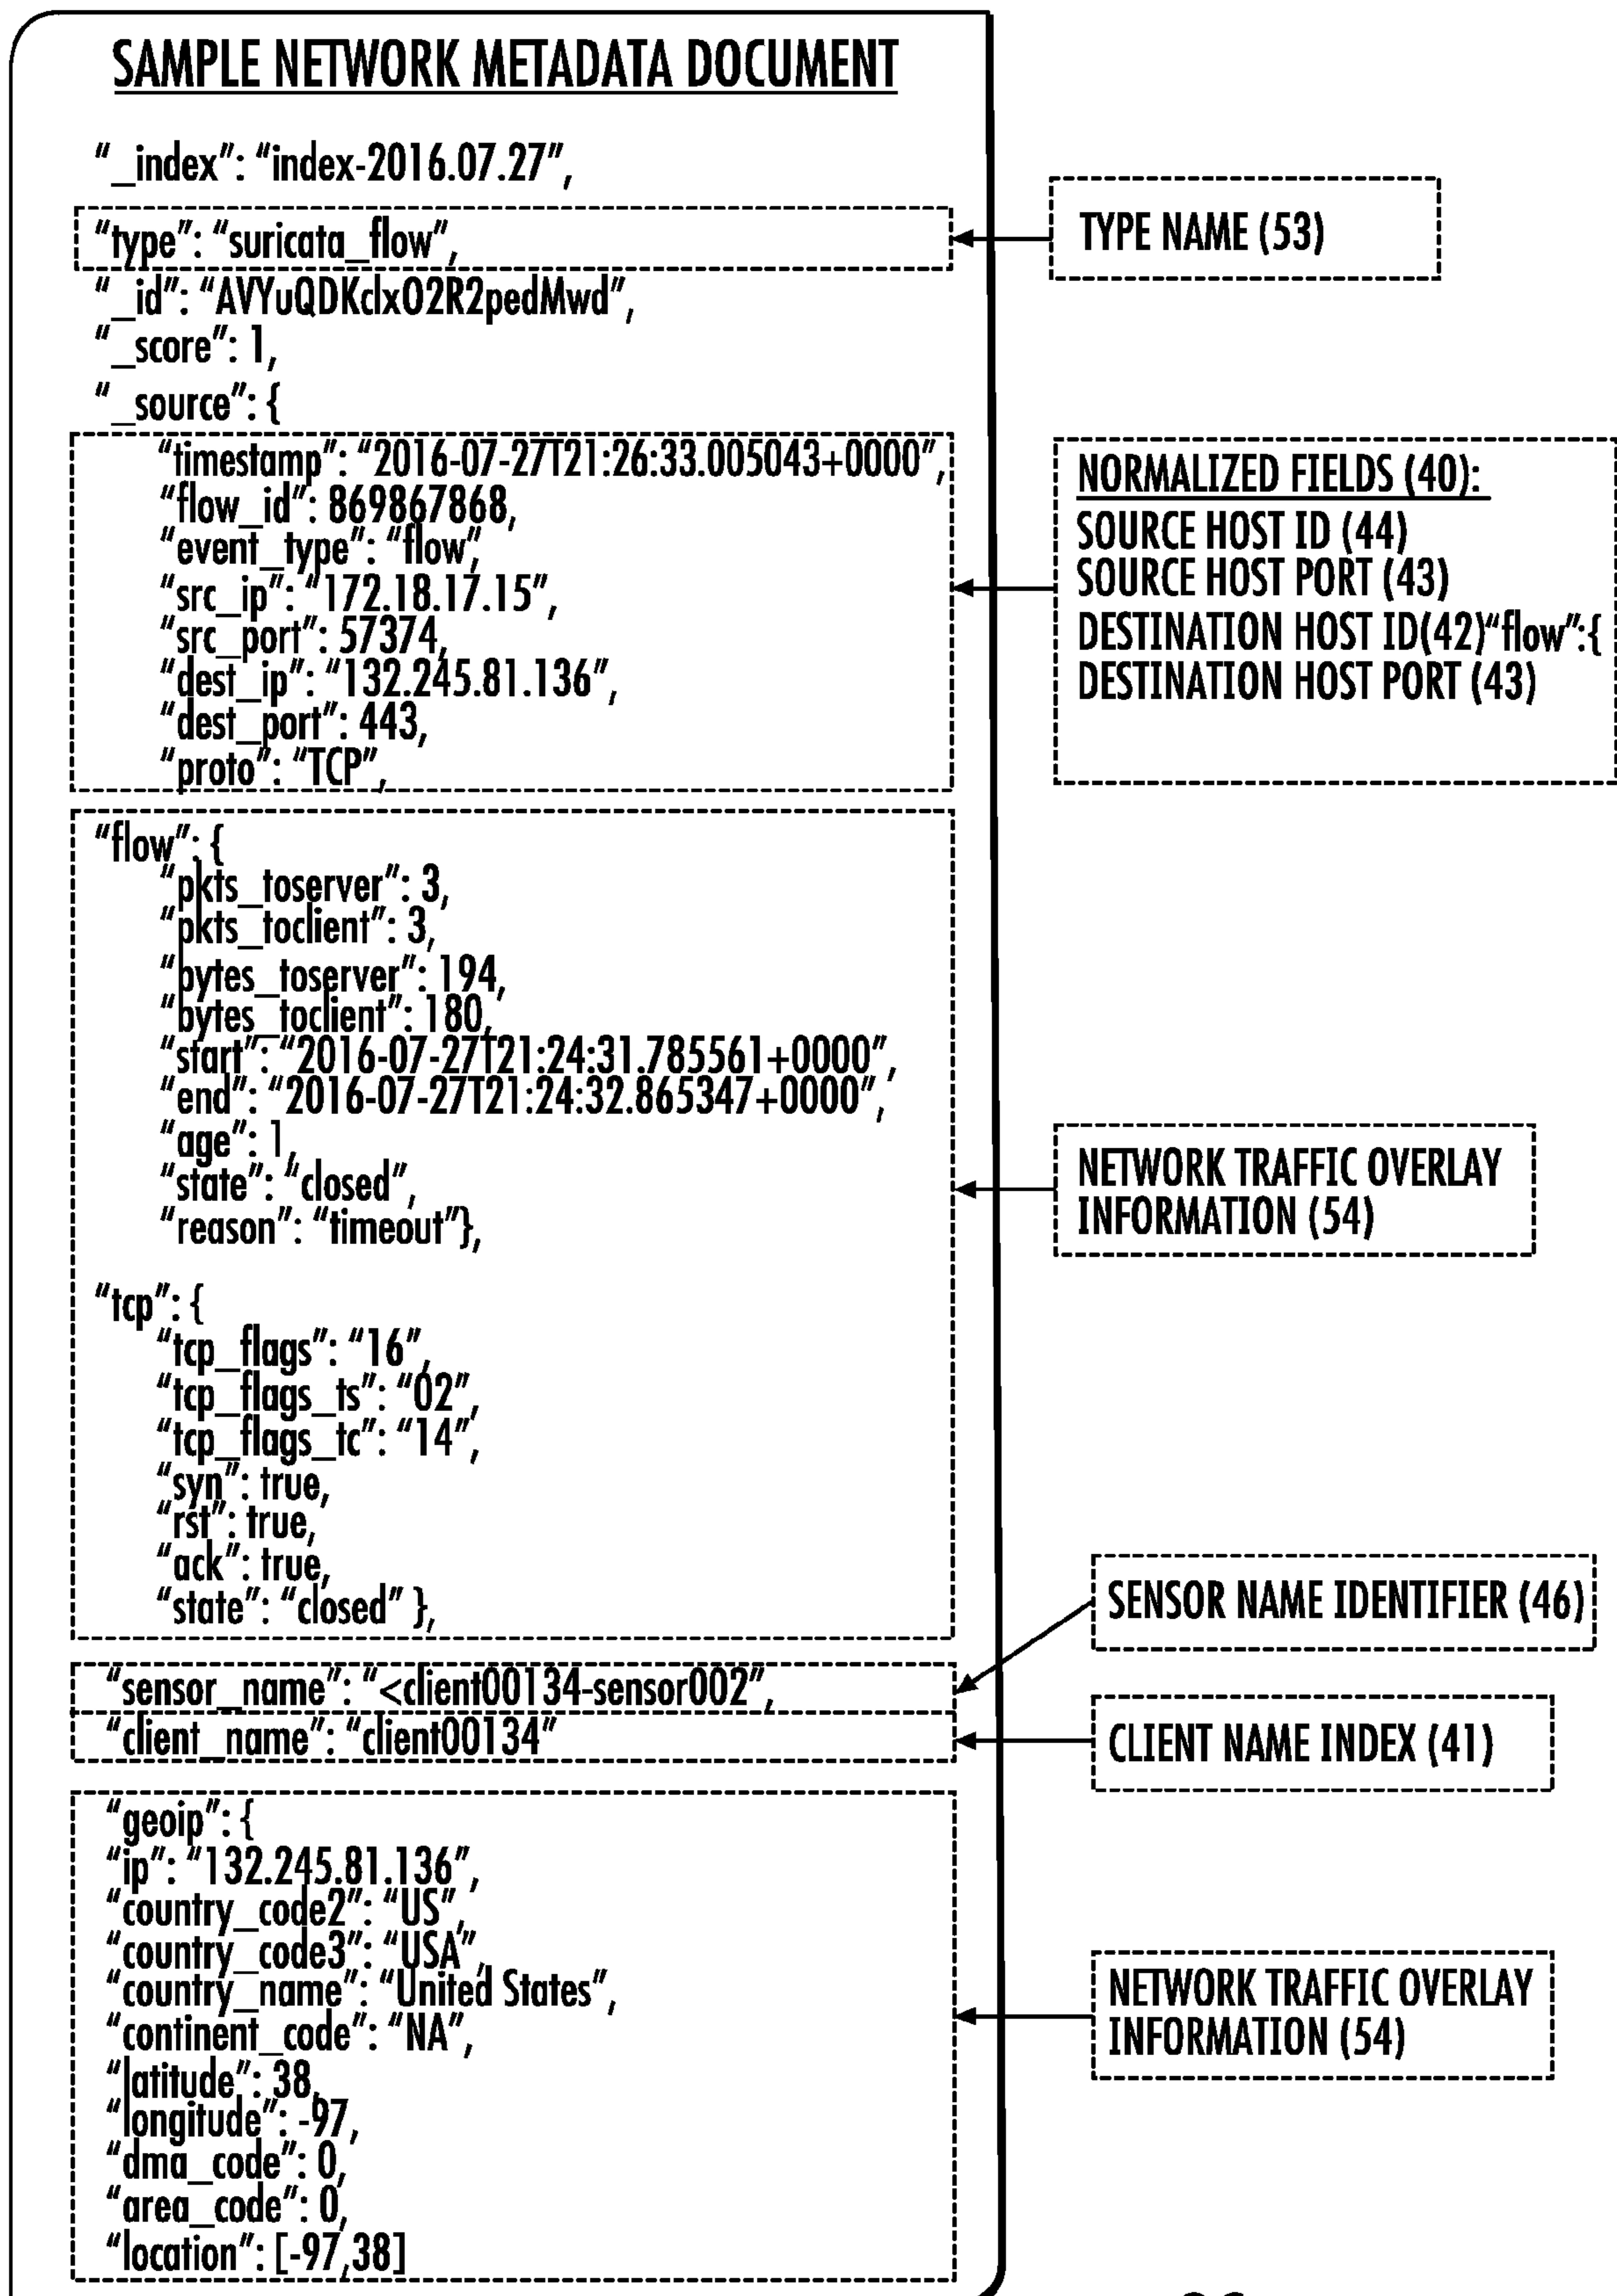 SAMPLE NETWORK METADATA DOCUMENT
“_index”: “index-2016.07.27”,
“type”: “suricata_flow”,
“_id”: “AVYuQDKclxO2R2pedMwd”,
“_score”: 1,
“_source”: {
“timestamp”: “2016-07-27T21:26:33.005043+0000”,
“flow_id”: 869867868,
“event_type”: “flow”,
“src_ip”: “172.18.17.15”,
“src_port”: 57374,
“dest_ip”: “132.245.81.136”,
“dest_port”: 443,
“proto”: “TCP”,
“flow”: {
“pkts_toserver”: 3,
“pkts_toclient”: 3,
“bytes_toserver”: 194,
“bytes_toclient”: 180,
“start”: “2016-07-27T21:24:31.785561+0000”,
“end”: “2016-07-27T21:24:32.865347+0000”,
“age”: 1,
“state”: “closed”,
“reason”: “timeout”},
“tcp”: {
“tcp_flags”: “16”,
“tcp_flags_ts”: “02”,
“tcp_flags_tc”: “14”,
“syn”: true,
“rst”: true,
“ack”: true,
“state”: “closed” },
“sensor_name”: “<client00134-sensor002”,
“client_name”: “client00134”
“geoip”: {
“ip”: “132.245.81.136”,
“country_code2”: “US”,
“country_code3”: “USA”,
“country_name”: “United States”,
“continent_code”: “NA”,
“latitude”: 38,
“longitude”: -97,
“dma_code”: 0,
“area_code”: 0,
“location”: [-97,38]
TYPE NAME (53)
NORMALIZED FIELDS (40):
SOURCE HOST ID (44)
SOURCE HOST PORT (43)
DESTINATION HOST ID(42)“flow”:{
DESTINATION HOST PORT (43)
NETWORK TRAFFIC OVERLAY
INFORMATION (54)
SENSOR NAME IDENTIFIER (46)
CLIENT NAME INDEX (41)
NETWORK TRAFFIC OVERLAY
INFORMATION (54)